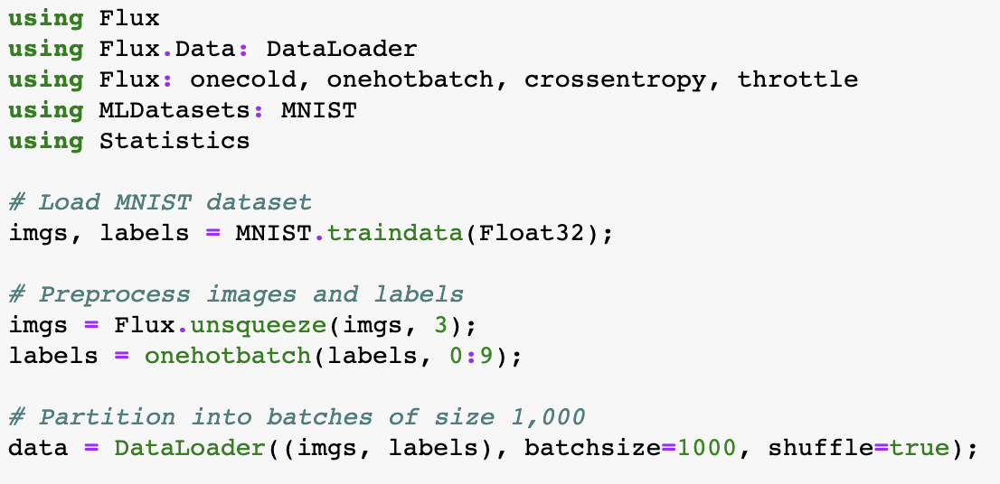 using Flux
using Flux.Data: DataLoader
using Flux: onecold, onehotbatch, crossentropy, throttle
using MLDatasets: MNIST
using Statistics
# Load MNIST dataset
imgs, labels = MNIST.traindata(Float32);
# Preprocess images and labels
imgs = Flux.unsqueeze(imgs, 3);
labels = onehotbatch(labels, 0:9);
# Partition into batches of size 1,000
data = DataLoader((imgs, labels), batchsize=1000, shuffle=true);